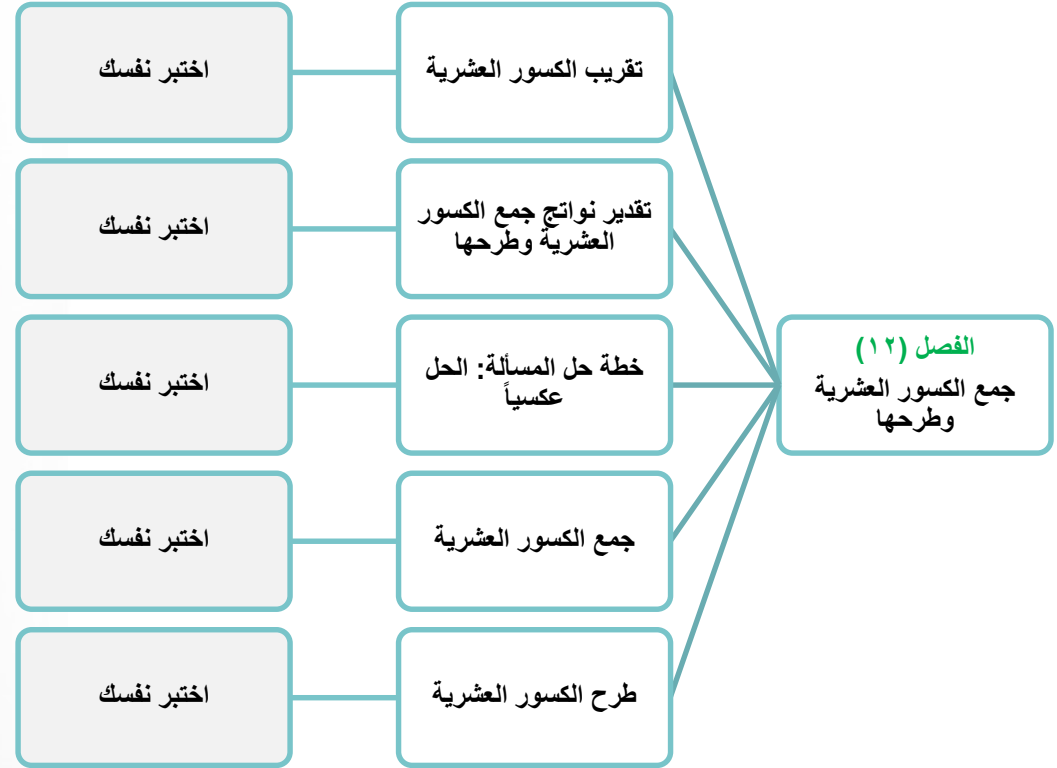 الفصل (١٢)
جمع الكسور العشرية
وطرحها
تقريب الكسور العشرية
اختبر نفسك
تقدير نواتج جمع الكسور
العشرية وطرحها
اختبر نفسك
خطة حل المسألة: الحل
عكسياً
اختبر نفسك
جمع الكسور العشرية
اختبر نفسك
طرح الكسور العشرية
اختبر نفسك